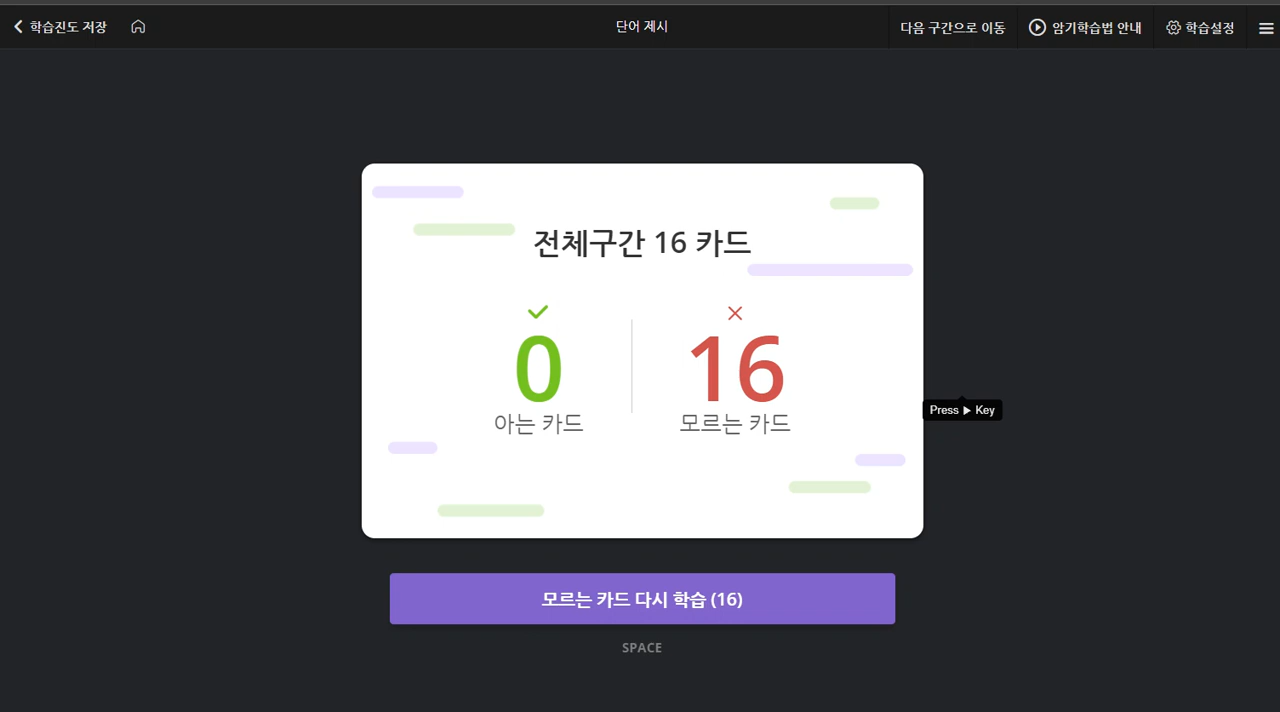 학습진도 저장
단어 제시
다음 구간으로 이동
암기학습법 안내
학습설정
전체구간 16 카드
0
아는 카드
16
모르는 카드
Press ▶ Key
모르는 카드 다시 학습 (16)
SPACE